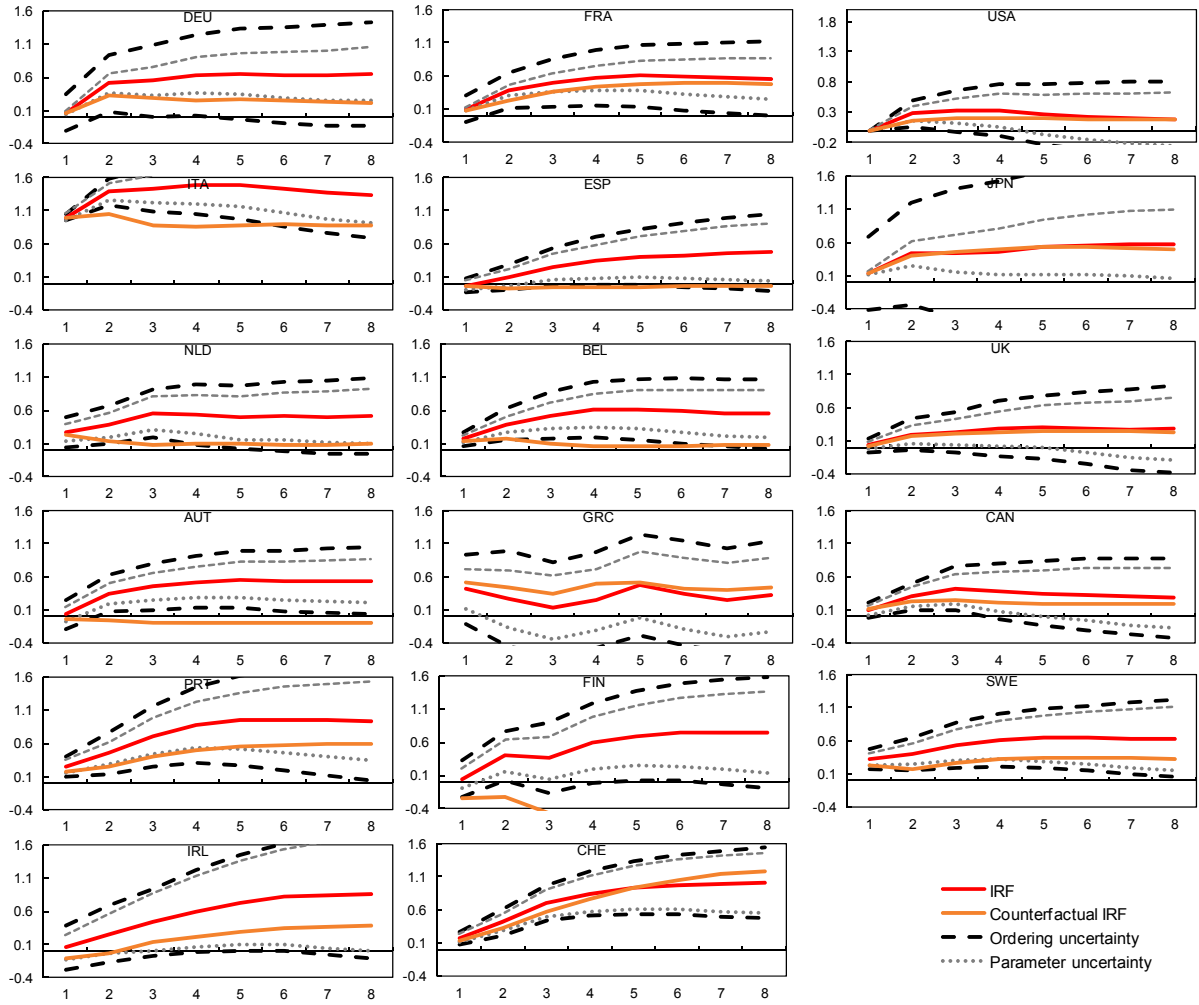 DEU FRA USA
1.6 1.6 1.8
1.1 1.1 1.3
0.6 0.6 0.8
0.1 0.1 0.3
-0.4 -0.4 -0.2
1 2 3 4 5 6 7 8 1 2 3 4 5 6 7 8 1 2 3 4 5 6 7 8
ITA ESP JPN
1.6 1.6 1.6
1.1 1.1 1.1
0.6 0.6 0.6
0.1 0.1 0.1
-0.4 -0.4 -0.4
1 2 3 4 5 6 7 8 1 2 3 4 5 6 7 8 1 2 3 4 5 6 7 8
NLD BEL UK
1.6 1.6 1.6
1.1 1.1 1.1
0.6 0.6 0.6
0.1 0.1 0.1
-0.4 -0.4 -0.4
1 2 3 4 5 6 7 8 1 2 3 4 5 6 7 8 1 2 3 4 5 6 7 8
AUT GRC CAN
1.6 1.6 1.6
1.1 1.1 1.1
0.6 0.6 0.6
0.1 0.1 0.1
-0.4 -0.4 -0.4
1 2 3 4 5 6 7 8 1 2 3 4 5 6 7 8 1 2 3 4 5 6 7 8
PRT FIN SWE
1.6 1.6 1.6
1.1 1.1 1.1
0.6 0.6 0.6
0.1 0.1 0.1
-0.4 -0.4 -0.4
1 2 3 4 5 6 7 8 1 2 3 4 5 6 7 8 1 2 3 4 5 6 7 8
IRL CHE
1.6 1.6
1.1 1.1
0.6 0.6
0.1 0.1
-0.4 -0.4
1 2 3 4 5 6 7 8 1 2 3 4 5 6 7 8
IRF
Counterfactual IRF
Ordering uncertainty
Parameter uncertainty